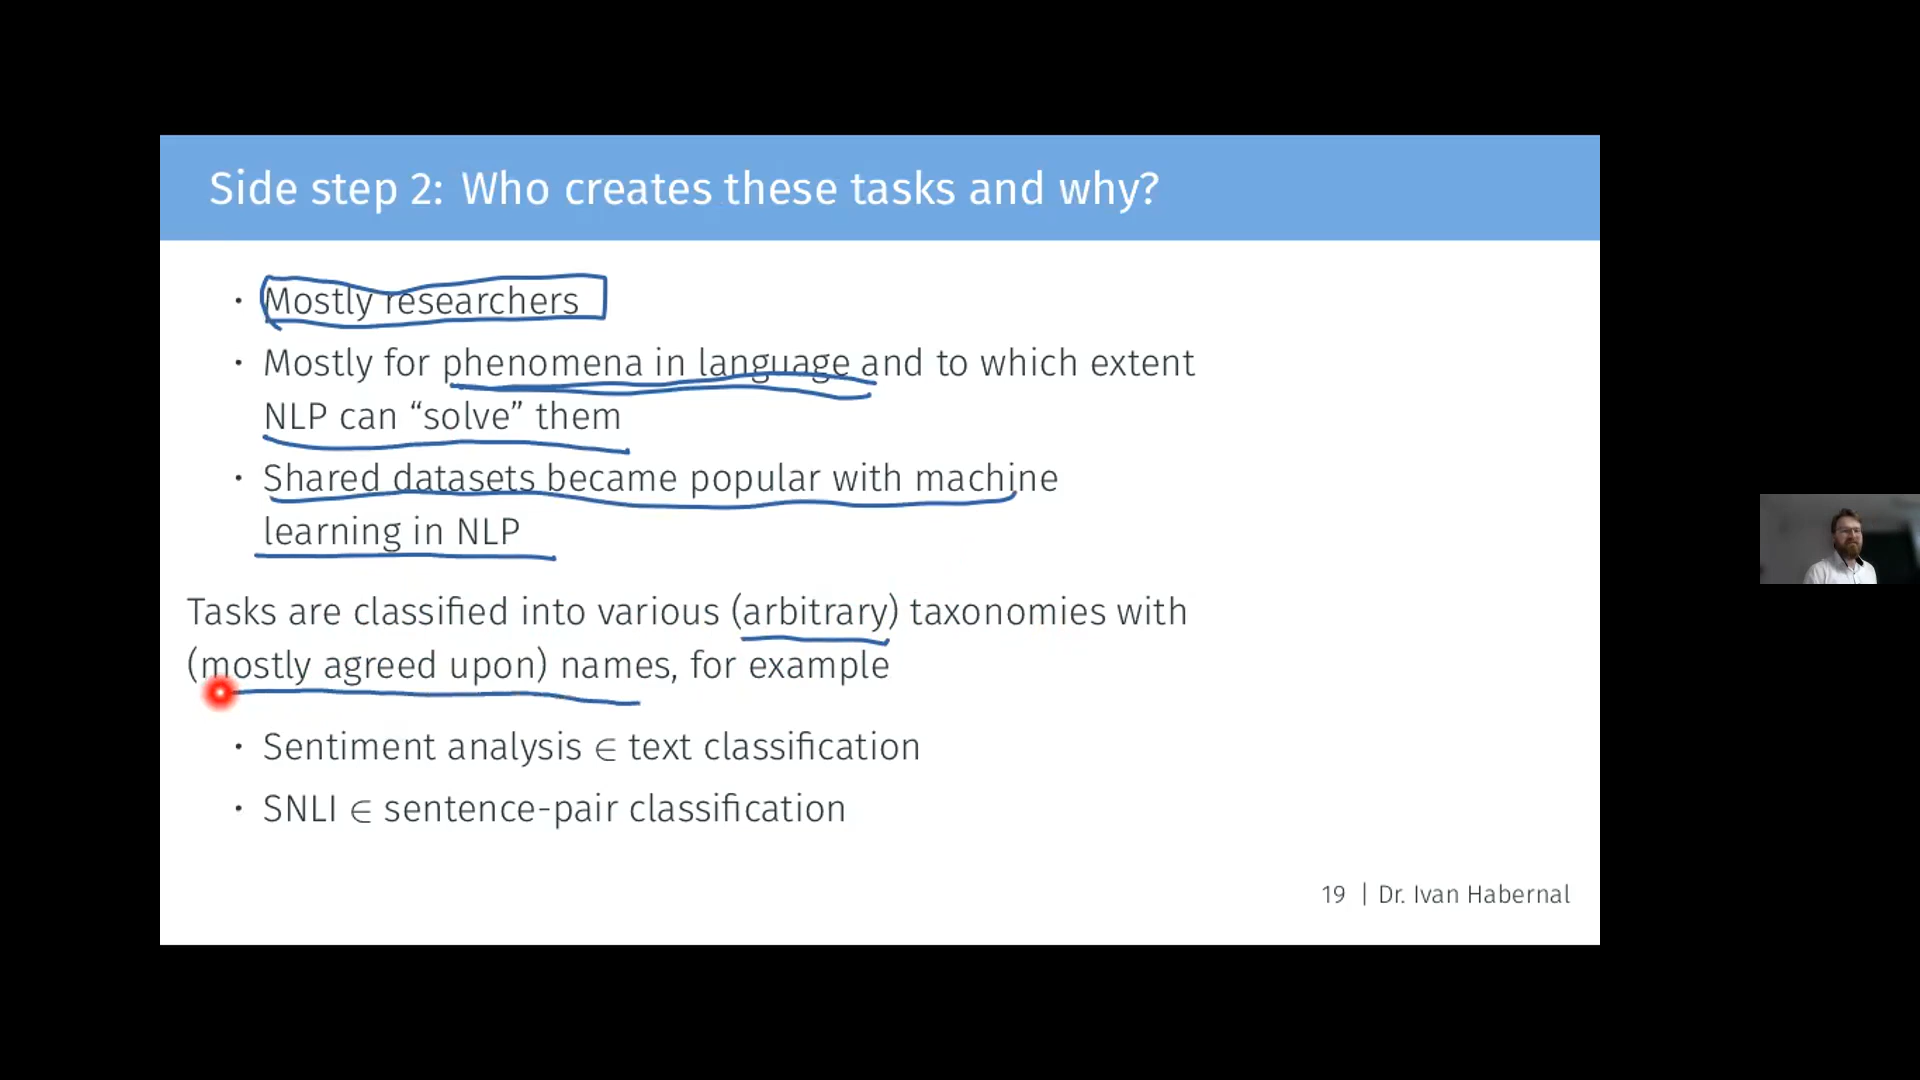 Side step 2: Who creates these tasks and why?
· Mostly researchers
· Mostly for phenomena in language and to which extent
NLP can “solve” them
· Shared datasets became popular with machine
learning in NLP
Tasks are classified into various (arbitrary) taxonomies with
(mostly agreed upon) names, for example
· Sentiment analysis ∈ text classification
· SNLI ∈ sentence-pair classification
19 | Dr. Ivan Habernal